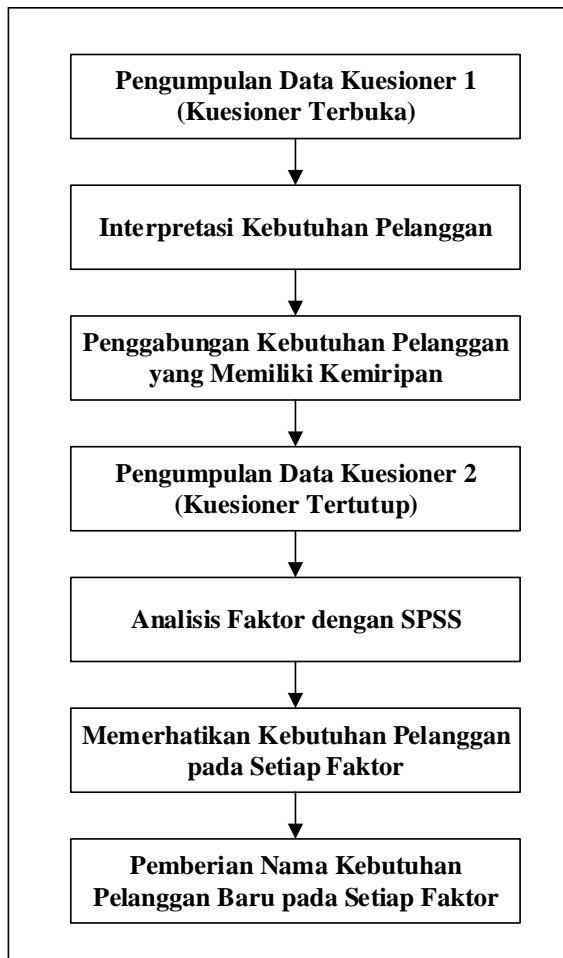 Pengumpulan Data Kuesioner 1
(Kuesioner Terbuka)
Interpretasi Kebutuhan Pelanggan
Penggabungan Kebutuhan Pelanggan
yang Memiliki Kemiripan
Pengumpulan Data Kuesioner 2
(Kuesioner Tertutup)
Analisis Faktor dengan SPSS
Memerhatikan Kebutuhan Pelanggan
pada Setiap Faktor
Pemberian Nama Kebutuhan
Pelanggan Baru pada Setiap Faktor